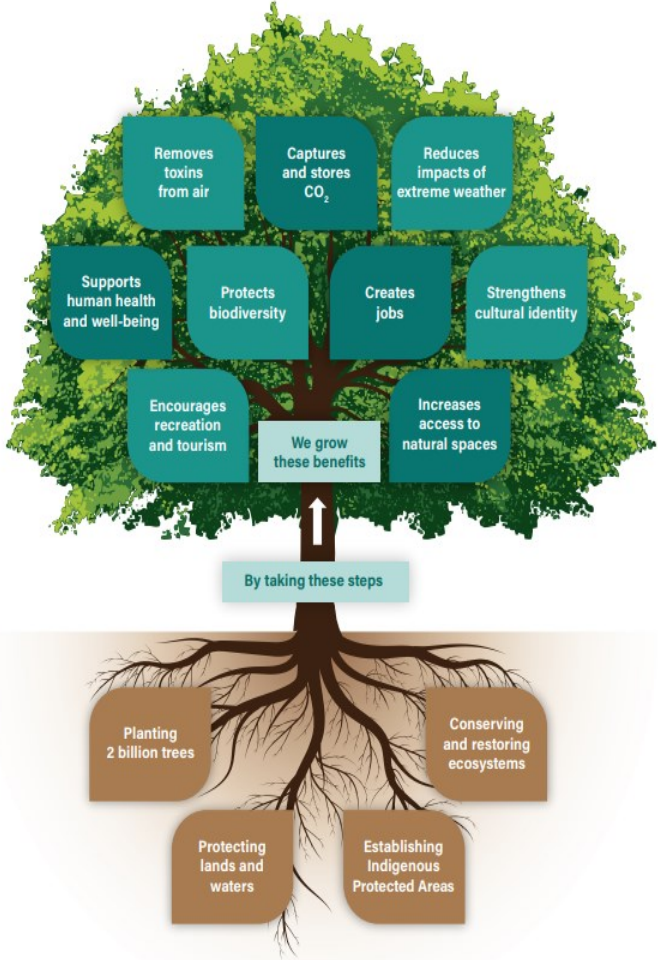 Removes
toxins
from air
Captures
and stores
CO₂
Reduces
impacts of
extreme weather
Supports
human health
and well-being
Protects
biodiversity
Creates
jobs
Strengthens
cultural identity
Encourages
recreation
and tourism
We grow
these benefits
Increases
access to
natural spaces
By taking these steps
Planting
2 billion trees
Conserving
and restoring
ecosystems
Protecting
lands and
waters
Establishing
Indigenous
Protected Areas